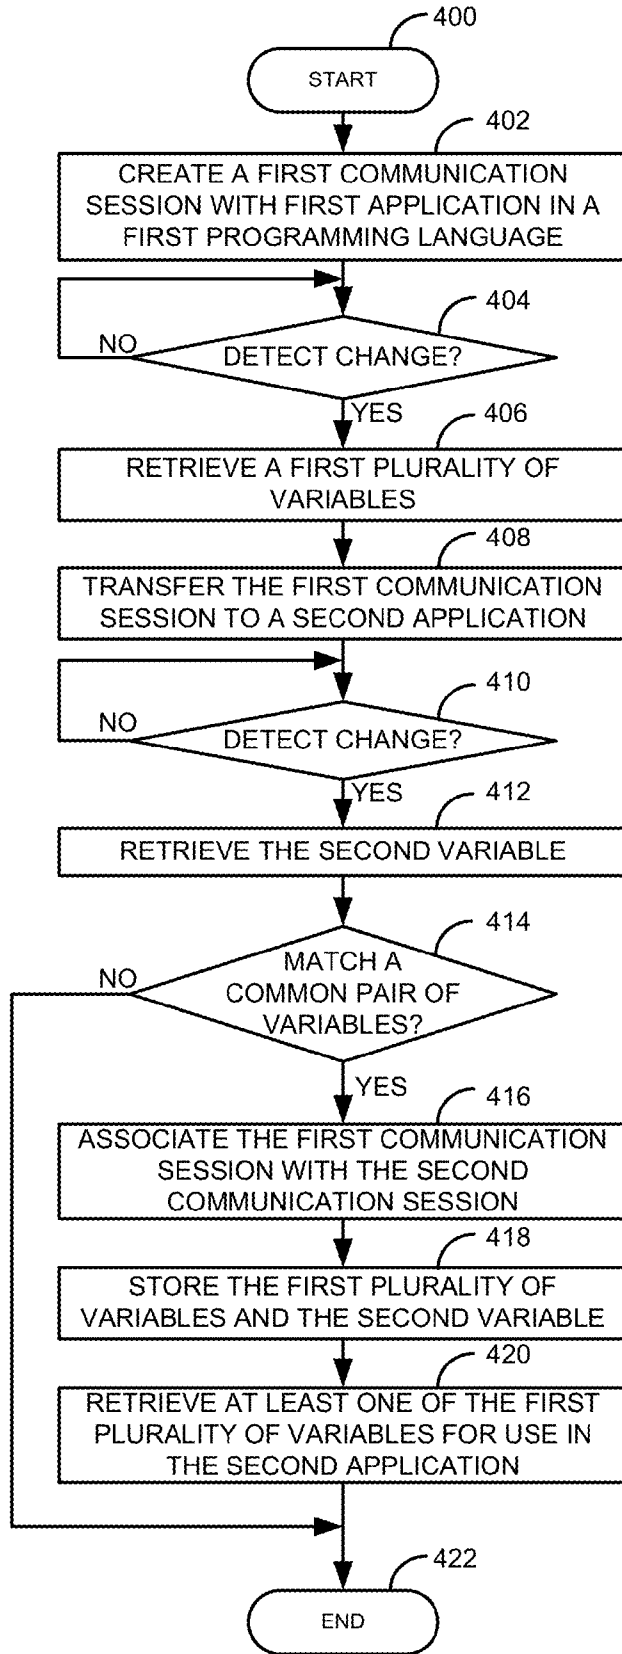 400
START
402
CREATE A FIRST COMMUNICATION
SESSION WITH FIRST APPLICATION IN A
FIRST PROGRAMMING LANGUAGE
404
NO
DETECT CHANGE?
YES
406
RETRIEVE A FIRST PLURALITY OF
VARIABLES
408
TRANSFER THE FIRST COMMUNICATION
SESSION TO A SECOND APPLICATION
410
NO
DETECT CHANGE?
YES
412
RETRIEVE THE SECOND VARIABLE
414
NO
MATCH A
COMMON PAIR OF
VARIABLES?
YES
416
ASSOCIATE THE FIRST COMMUNICATION
SESSION WITH THE SECOND
COMMUNICATION SESSION
418
STORE THE FIRST PLURALITY OF
VARIABLES AND THE SECOND VARIABLE
420
RETRIEVE AT LEAST ONE OF THE FIRST
PLURALITY OF VARIABLES FOR USE IN
THE SECOND APPLICATION
422
END